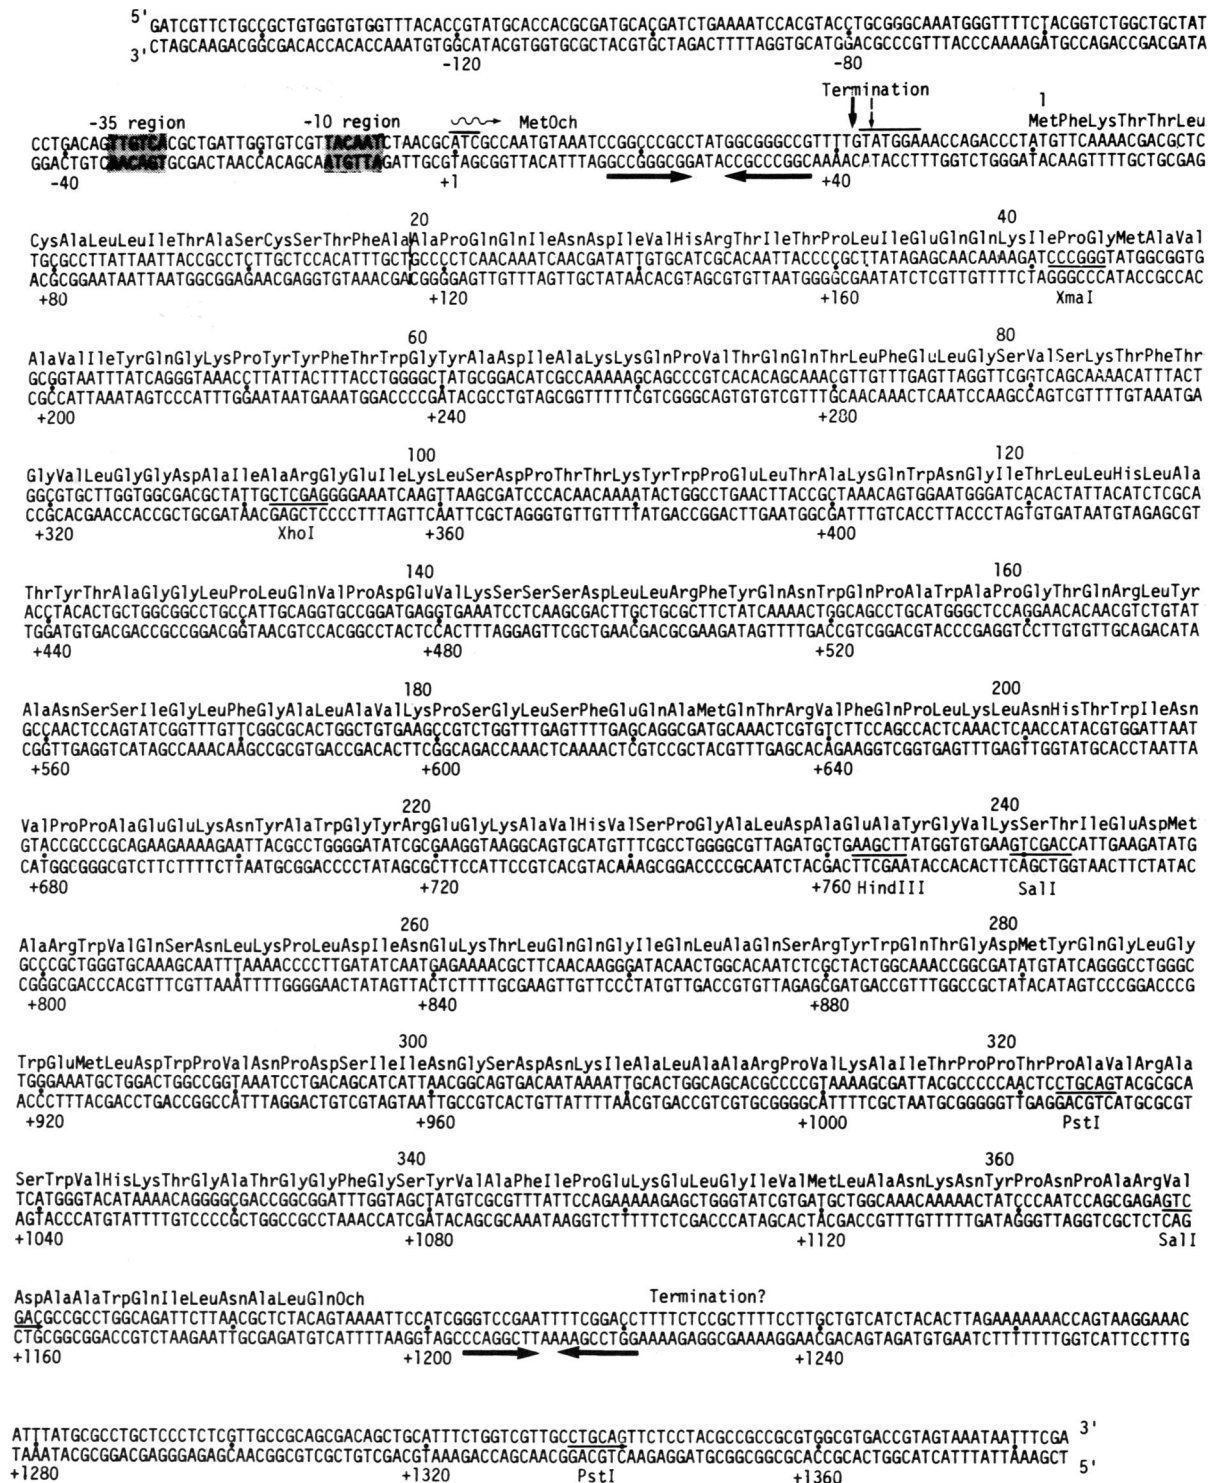 5' GATCGTTCTGCCGCTGTGGTGTGGTTTACACCGTATGCACCACGCGATGCACGATCTGAAAATCCACGTACCTGCGGGCAAATGGGTTTTCTACGGTCTGGCTGCTAT
3' CTAGCAAGACGGCGACACCACACCAAATGTGGCATACGTGGTGCGCTACGTGCTAGACTTTTAGGTGCATGGACGCCCGTTTACCCAAAAGATGCCAGACCGACGATA
-120 -80
Termination
-35 region -10 region MetOch 1
MetPheLysThrThrLeu
CCTGACAGTTGTCACGCTGATTGGTGTCGTTACAATCTAACGCATCGCCAATGTAAATCCGGCCCGCCTATGGCGGGCCGTTTTGTATGGAAACCAGACCCTATGTTCAAAACGACGCTC
GGACTGTCAACAGTGCGACTAACCACAGCAATGTTAGATTGCGTAGCGGTTACATTTAGGCCGGGCGGATACCGCCCGGCAAAACATACCTTTGGTCTGGGATACAAGTTTTGCTGCGAG
-40 +1 +40
20 40
CysAlaLeuLeuIleThrAlaSerCysSerThrPheAlaAlaProGlnGlnIleAsnAspIleValHisArgThrIleThrProLeuIleGluGlnGlnLysIleProGlyMetAlaVal
TGCGCCTTATTAATTACCGCCTCTTGCTCCACATTTGCTGCCCCTCAACAAATCAACGATATTGTGCATCGCACAATTACCCCGCTTATAGAGCAACAAAAGATCCCGGGTATGGCGGTG
ACGCGGAATAATTAATGGCGGAGAACGAGGTGTAAACGACGGGGAGTTGTTTAGTTGCTATAACACGTAGCGTGTTAATGGGGCGAATATCTCGTTGTTTTCTAGGGCCCATACCGCCAC
+80 +120 +160 XmaI
60 80
AlaValIleTyrGlnGlyLysProTyrTyrPheThrTrpGlyTyrAlaAspIleAlaLysLysGlnProValThrGlnGlnThrLeuPheGluLeuGlySerValSerLysThrPheThr
GCGGTAATTTATCAGGGTAAACCTTATTACTTTACCTGGGGCTATGCGGACATCGCCAAAAAGCAGCCCGTCACACAGCAAACGTTGTTTGAGTTAGGTTCGGTCAGCAAAACATTTACT
CGCCATTAAATAGTCCCATTTGGAATAATGAAATGGACCCCGATACGCCTGTAGCGGTTTTTCGTCGGGCAGTGTGTCGTTTGCAACAAACTCAATCCAAGCCAGTCGTTTTGTAAATGA
+200 +240 +280
100 120
GlyValLeuGlyGlyAspAlaIleAlaArgGlyGluIleLysLeuSerAspProThrThrLysTyrTrpProGluLeuThrAlaLysGlnTrpAsnGlyIleThrLeuLeuHisLeuAla
GGCGTGCTTGGTGGCGACGCTATTGCTCGAGGGGAAATCAAGTTAAGCGATCCCACAACAAAATACTGGCCTGAACTTACCGCTAAACAGTGGAATGGGATCACACTATTACATCTCGCA
CCGCACGAACCACCGCTGCGATAACGAGCTCCCCTTTAGTTCAATTCGCTAGGGTGTTGTTTTATGACCGGACTTGAATGGCGATTTGTCACCTTACCCTAGTGTGATAATGTAGAGCGT
+320 XhoI +360 +400
140 160
ThrTyrThrAlaGlyGlyLeuProLeuGlnValProAspGluValLysSerSerSerAspLeuLeuArgPheTyrGlnAsnTrpGlnProAlaTrpAlaProGlyThrGlnArgLeuTyr
ACCTACACTGCTGGCGGCCTGCCATTGCAGGTGCCGGATGAGGTGAAATCCTCAAGCGACTTGCTGCGCTTCTATCAAAACTGGCAGCCTGCATGGGCTCCAGGAACACAACGTCTGTAT
TGGATGTGACGACCGCCGGACGGTAACGTCCACGGCCTACTCCACTTTAGGAGTTCGCTGAACGACGCGAAGATAGTTTTGACCGTCGGACGTACCCGAGGTCCTTGTGTTGCAGACATA
+440 +480 +520
180 200
AlaAsnSerSerIleGlyLeuPheGlyAlaLeuAlaValLysProSerGlyLeuSerPheGluGlnAlaMetGlnThrArgValPheGlnProLeuLysLeuAsnHisThrTrpIleAsn
GCCAACTCCAGTATCGGTTTGTTCGGCGCACTGGCTGTGAAGCCGTCTGGTTTGAGTTTTGAGCAGGCGATGCAAACTCGTGTCTTCCAGCCACTCAAACTCAACCATACGTGGATTAAT
CGGTTGAGGTCATAGCCAAACAAGCCGCGTGACCGACACTTCGGCAGACCAAACTCAAAACTCGTCCGCTACGTTTGAGCACAGAAGGTCGGTGAGTTTGAGTTGGTATGCACCTAATTA
+560 +600 +640
220 240
ValProProAlaGluGluLysAsnTyrAlaTrpGlyTyrArgGluGlyLysAlaValHisValSerProGlyAlaLeuAspAlaGluAlaTyrGlyValLysSerThrIleGluAspMet
GTACCGCCCGCAGAAGAAAAGAATTACGCCTGGGGATATCGCGAAGGTAAGGCAGTGCATGTTTCGCCTGGGGCGTTAGATGCTGAAGCTTATGGTGTGAAGTCGACCATTGAAGATATG
CATGGCGGGCGTCTTCTTTTCTTAATGCGGACCCCTATAGCGCTTCCATTCCGTCACGTACAAAGCGGACCCCGCAATCTACGACTTCGAATACCACACTTCAGCTGGTAACTTCTATAC
+680 +720 +760 HindIII SalI
260 280
AlaArgTrpValGlnSerAsnLeuLysProLeuAspIleAsnGluLysThrLeuGlnGlnGlyIleGlnLeuAlaGlnSerArgTyrTrpGlnThrGlyAspMetTyrGlnGlyLeuGly
GCCCGCTGGGTGCAAAGCAATTTAAAACCCCTTGATATCAATGAGAAAACGCTTCAACAAGGGATACAACTGGCACAATCTCGCTACTGGCAAACCGGCGATATGTATCAGGGCCTGGGC
CGGGCGACCCACGTTTCGTTAAATTTTGGGGAACTATAGTTACTCTTTTGCGAAGTTGTTCCCTATGTTGACCGTGTTAGAGCGATGACCGTTTGGCCGCTATACATAGTCCCGGACCCG
+800 +840 +880
300 320
TrpGluMetLeuAspTrpProValAsnProAspSerIleIleAsnGlySerAspAsnLysIleAlaLeuAlaAlaArgProValLysAlaIleThrProProThrProAlaValArgAla
TGGGAAATGCTGGACTGGCCGGTAAATCCTGACAGCATCATTAACGGCAGTGACAATAAAATTGCACTGGCAGCACGCCCCGTAAAAGCGATTACGCCCCCAACTCCTGCAGTACGCGCA
ACCCTTTACGACCTGACCGGCCATTTAGGACTGTCGTAGTAATTGCCGTCACTGTTATTTTAACGTGACCGTCGTGCGGGGCATTTTCGCTAATGCGGGGGTTGAGGACGTCATGCGCGT
+920 +960 +1000 PstI
340 360
SerTrpValHisLysThrGlyAlaThrGlyGlyPheGlySerTyrValAlaPheIleProGluLysGluLeuGlyIleValMetLeuAlaAsnLysAsnTyrProAsnProAlaArgVal
TCATGGGTACATAAAACAGGGGCGACCGGCGGATTTGGTAGCTATGTCGCGTTTATTCCAGAAAAAGAGCTGGGTATCGTGATGCTGGCAAACAAAAACTATCCCAATCCAGCGAGAGTC
AGTACCCATGTATTTTGTCCCCGCTGGCCGCCTAAACCATCGATACAGCGCAAATAAGGTCTTTTTCTCGACCCATAGCACTACGACCGTTTGTTTTTGATAGGGTTAGGTCGCTCTCAG
+1040 +1080 +1120 SalI
AspAlaAlaTrpGlnIleLeuAsnAlaLeuGlnOch Termination?
GACGCCGCCTGGCAGATTCTTAACGCTCTACAGTAAAATTCCATCGGGTCCGAATTTTCGGACCTTTTCTCCGCTTTTCCTTGCTGTCATCTACACTTAGAAAAAAAACCAGTAAGGAAAC
CTGCGGCGGACCGTCTAAGAATTGCGAGATGTCATTTTAAGGTAGCCCAGGCTTAAAAGCCTGGAAAAGAGGCGAAAAGGAACGACAGTAGATGTGAATCTTTTTTTGGTCATTCCTTTG
+1160 +1200 +1240
ATTTATGCGCCTGCTCCCTCTCGTTGCCGCAGCGACAGCTGCATTTCTGGTCGTTGCCTGCAGTTCTCCTACGCCGCCGCGTGGCGTGACCGTAGTAAATAATTTCGA 3'
TAAATACGCGGACGAGGGAGAGCAACGGCGTCGCTGTCGACGTAAAGACCAGCAACGGACGTCAAGAGGATGCGGCGGCGCACCGCACTGGCATCATTTATTAAAGCT 5'
+1280 +1320 PstI +1360